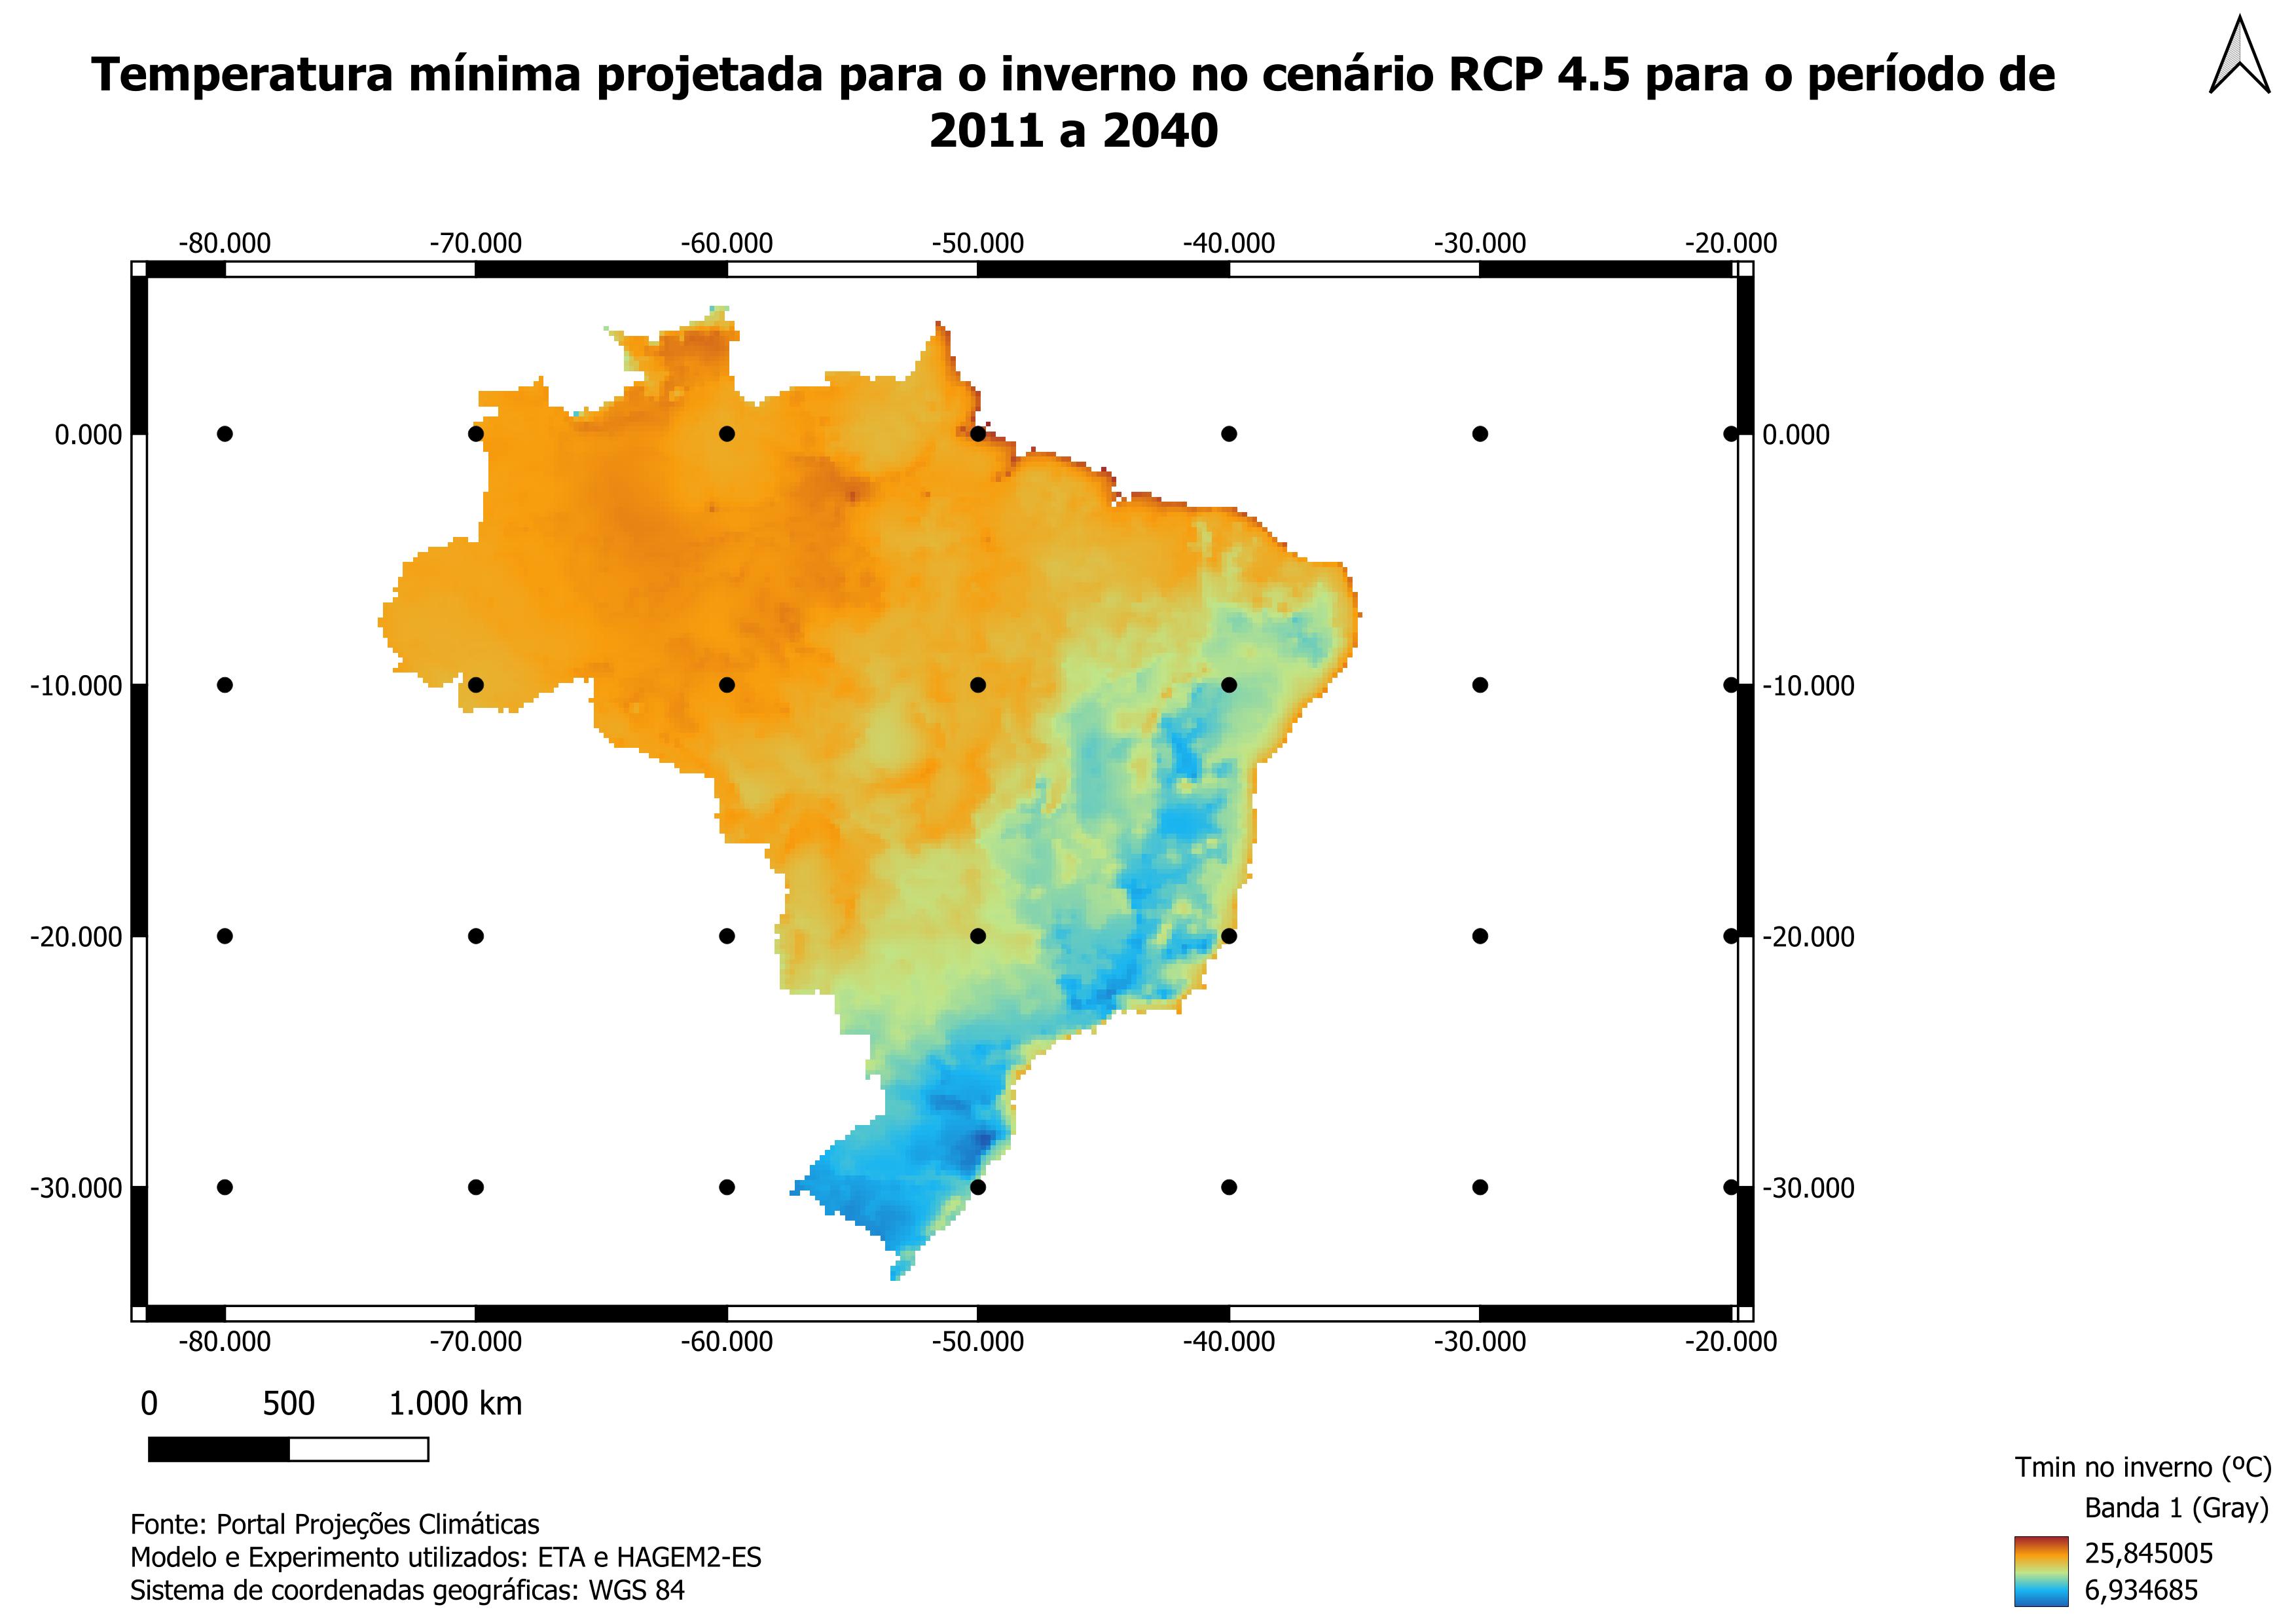 Temperatura mínima projetada para o inverno no cenário RCP 4.5 para o período de
2011 a 2040
-80.000 -70.000 -60.000 -50.000 -40.000 -30.000 -20.000
0.000 0.000
-10.000 -10.000
-20.000 -20.000
-30.000 -30.000
-80.000 -70.000 -60.000 -50.000 -40.000 -30.000 -20.000
0 500 1.000 km
Tmin no inverno (ºC)
Banda 1 (Gray)
25,845005
6,934685
Fonte: Portal Projeções Climáticas
Modelo e Experimento utilizados: ETA e HAGEM2-ES
Sistema de coordenadas geográficas: WGS 84